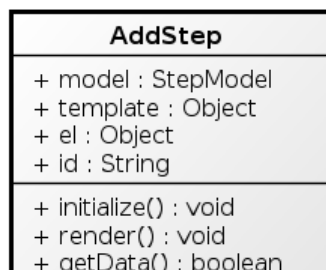 AddStep
+ model : StepModel
+ template : Object
+ el : Object
+ id : String
+ initialize() : void
+ render() : void
+ getData() : boolean